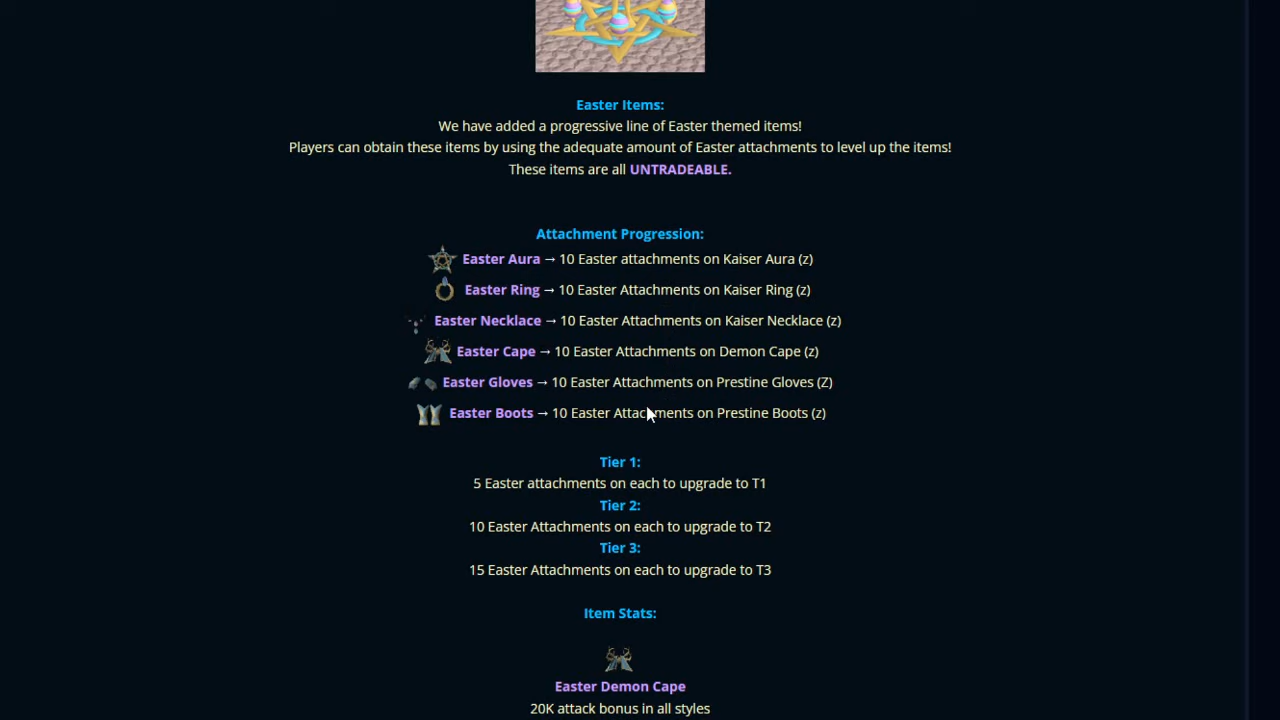 Easter Items:
We have added a progressive line of Easter themed items!
Players can obtain these items by using the adequate amount of Easter attachments to level up the items!
These items are all UNTRADEABLE.
Attachment Progression:
Easter Aura → 10 Easter attachments on Kaiser Aura (z)
Easter Ring → 10 Easter Attachments on Kaiser Ring (z)
Easter Necklace → 10 Easter Attachments on Kaiser Necklace (z)
Easter Cape → 10 Easter Attachments on Demon Cape (z)
Easter Gloves → 10 Easter Attachments on Prestine Gloves (Z)
Easter Boots → 10 Easter Attachments on Prestine Boots (z)
Tier 1:
5 Easter attachments on each to upgrade to T1
Tier 2:
10 Easter Attachments on each to upgrade to T2
Tier 3:
15 Easter Attachments on each to upgrade to T3
Item Stats:
Easter Demon Cape
20K attack bonus in all styles